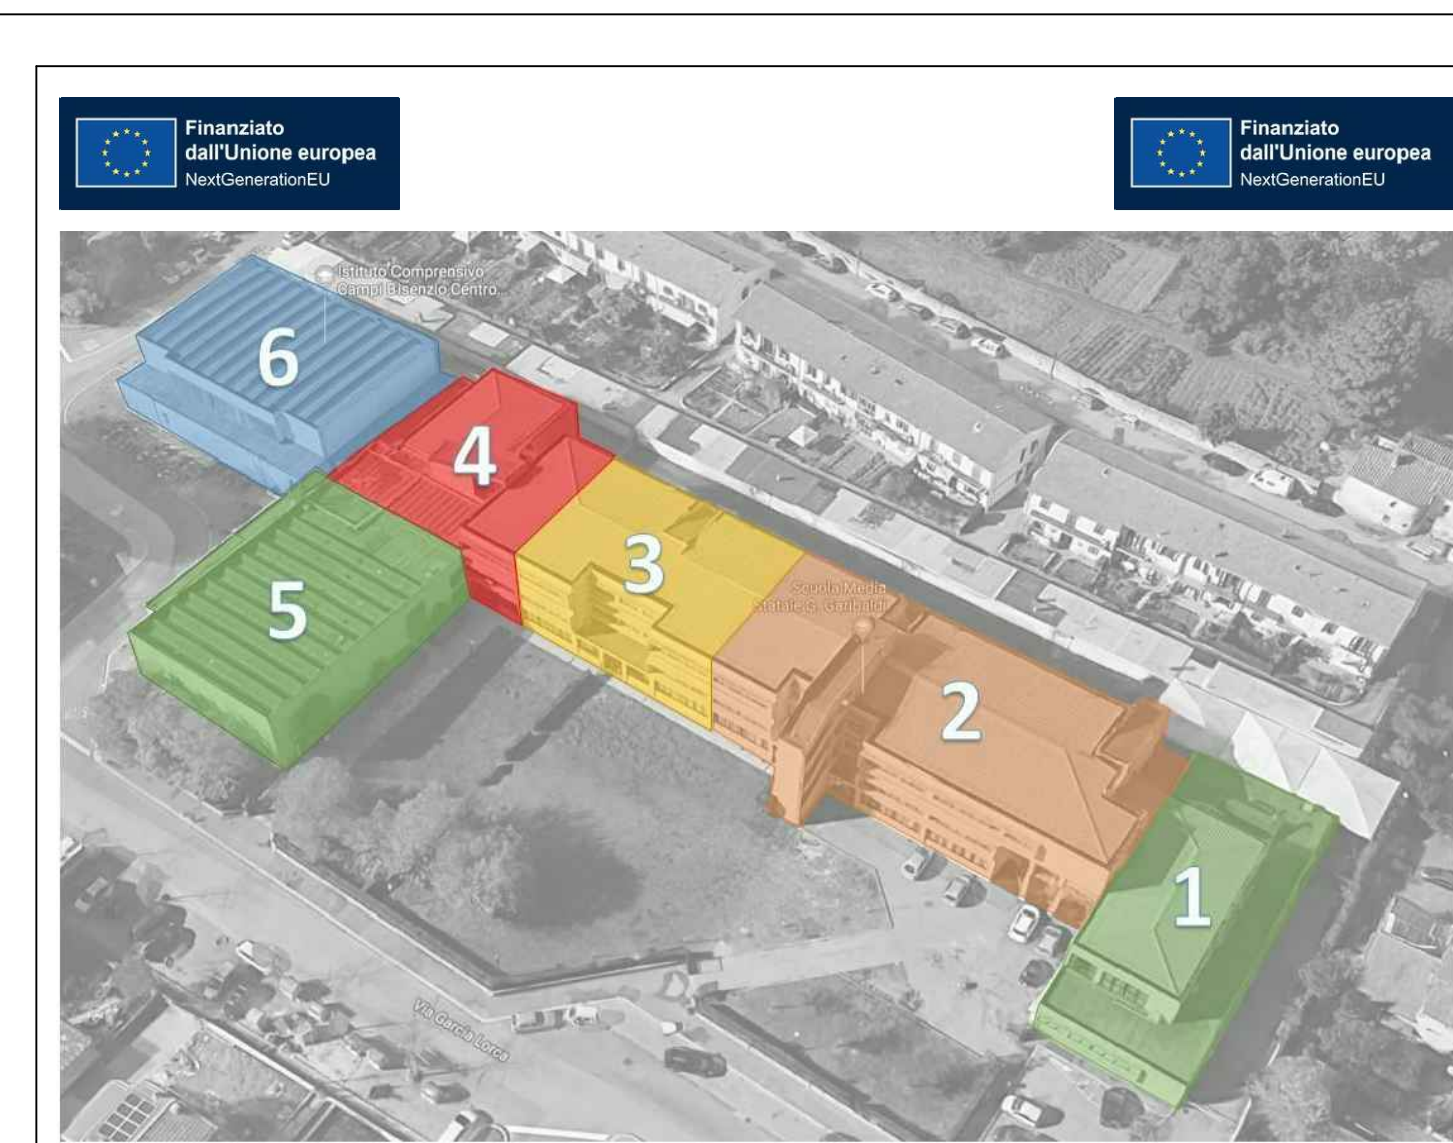 Finanziato
dall'Unione europea
NextGenerationEU
Finanziato
dall'Unione europea
NextGenerationEU
Istituto Comprensivo
Campi Bisenzio Centro...
6
4
3
5
Scuola Media
Statale G. Garibaldi
2
1
Via Garcia Lorca